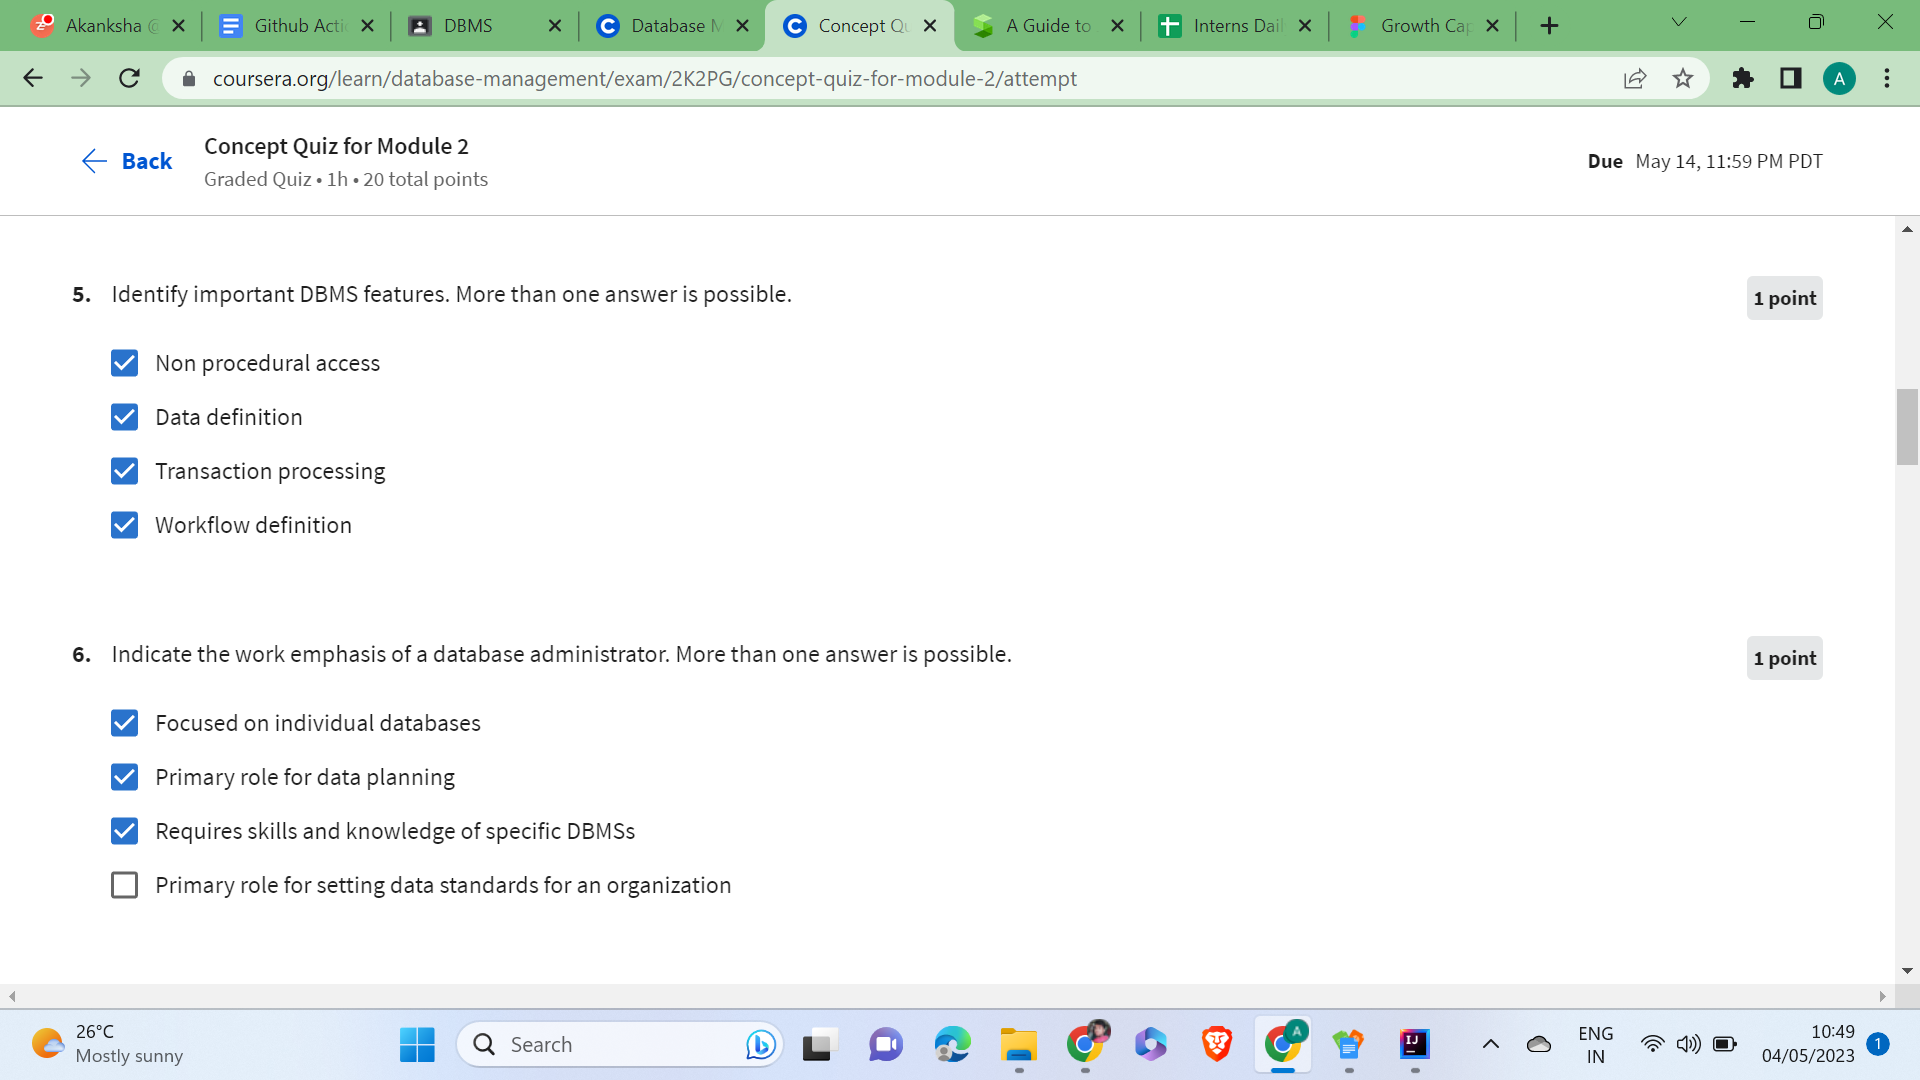 Akanksha @
Github Acti
DBMS
Database M
Concept Qu
A Guide to
Interns Dail
Growth Cap
coursera.org/learn/database-management/exam/2K2PG/concept-quiz-for-module-2/attempt
A
Back
Concept Quiz for Module 2
Graded Quiz • 1h • 20 total points
Due May 14, 11:59 PM PDT
5. Identify important DBMS features. More than one answer is possible.
1 point
Non procedural access
Data definition
Transaction processing
Workflow definition
6. Indicate the work emphasis of a database administrator. More than one answer is possible.
1 point
Focused on individual databases
Primary role for data planning
Requires skills and knowledge of specific DBMSs
Primary role for setting data standards for an organization
26°C
Mostly sunny
Search
A
IJ
ENG
IN
10:49
04/05/2023
1